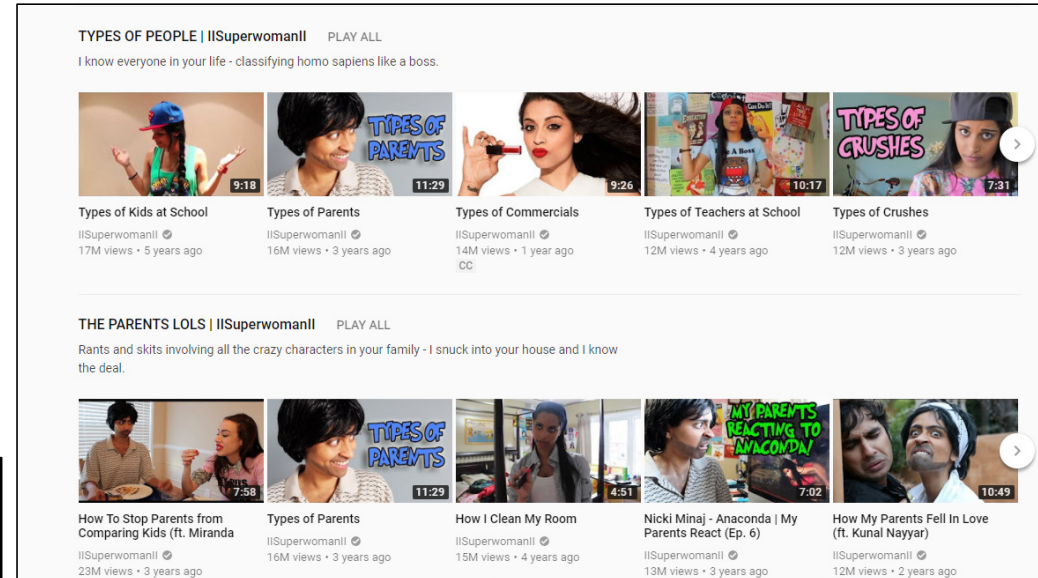 TYPES OF PEOPLE | IISuperwomanII PLAY ALL
I know everyone in your life - classifying homo sapiens like a boss.
TYPES OF
PARENTS
TYPES OF
CRUSHES
9:18
11:29
9:26
10:17
7:31
Types of Kids at School
IISuperwomanII
17M views • 5 years ago
Types of Parents
IISuperwomanII
16M views • 3 years ago
Types of Commercials
IISuperwomanII
14M views • 1 year ago
CC
Types of Teachers at School
IISuperwomanII
12M views • 4 years ago
Types of Crushes
IISuperwomanII
12M views • 3 years ago
THE PARENTS LOLS | IISuperwomanII PLAY ALL
Rants and skits involving all the crazy characters in your family - I snuck into your house and I know
the deal.
TYPES OF
PARENTS
MY PARENTS
REACTING TO
ANACONDA!
7:58
11:29
4:51
7:02
10:49
How To Stop Parents from
Comparing Kids (ft. Miranda
IISuperwomanII
23M views • 3 years ago
Types of Parents
IISuperwomanII
16M views • 3 years ago
How I Clean My Room
IISuperwomanII
15M views • 4 years ago
Nicki Minaj - Anaconda | My
Parents React (Ep. 6)
IISuperwomanII
13M views • 3 years ago
How My Parents Fell In Love
(ft. Kunal Nayyar)
IISuperwomanII
12M views • 2 years ago